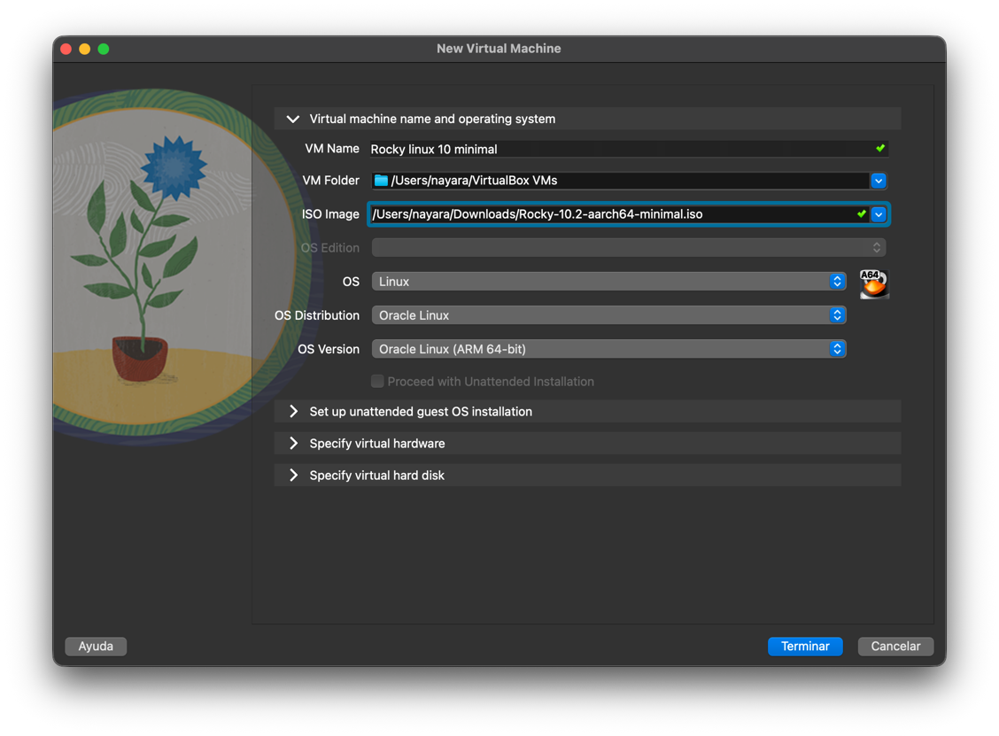 New Virtual Machine
Virtual machine name and operating system
VM Name Rocky linux 10 minimal
VM Folder /Users/nayara/VirtualBox VMs
ISO Image /Users/nayara/Downloads/Rocky-10.2-aarch64-minimal.iso
OS Edition
OS Linux A64
OS Distribution Oracle Linux
OS Version Oracle Linux (ARM 64-bit)
Proceed with Unattended Installation
Set up unattended guest OS installation
Specify virtual hardware
Specify virtual hard disk
Ayuda Terminar Cancelar